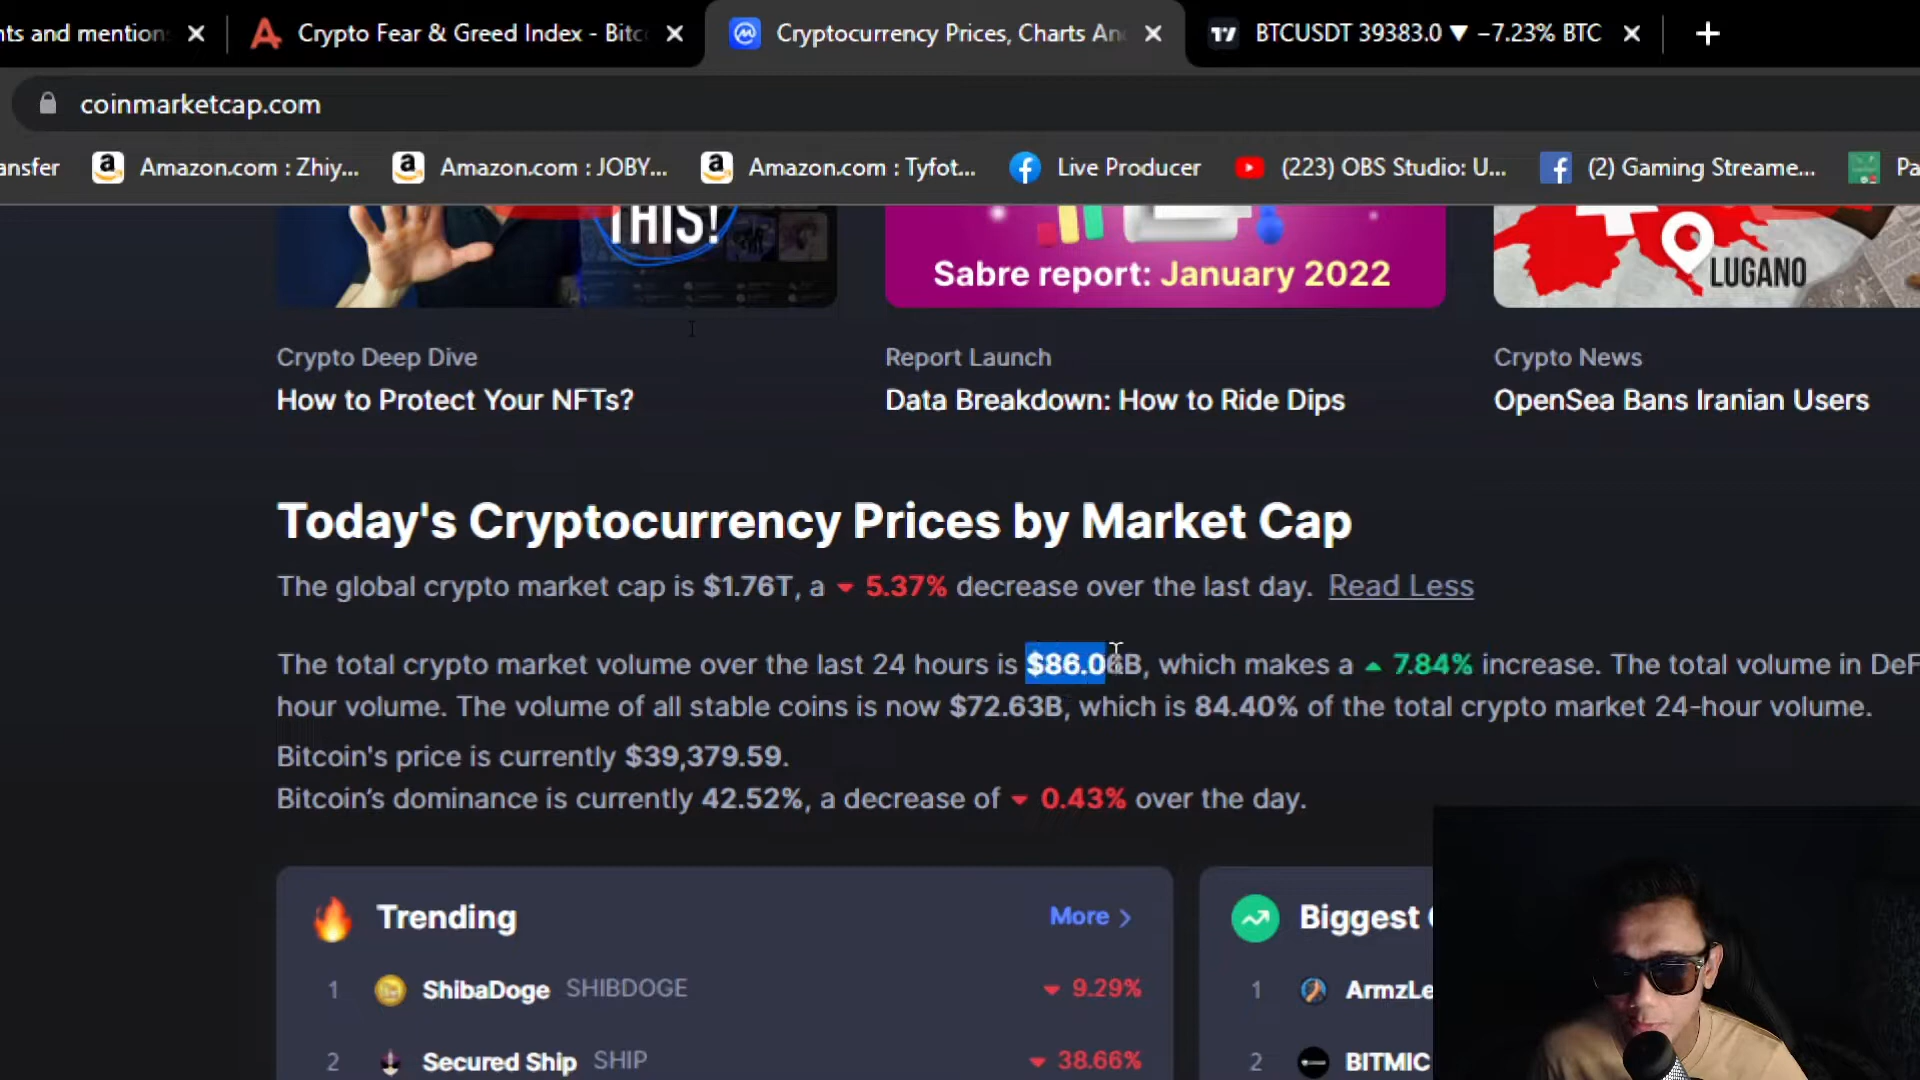 nts and mention
Crypto Fear & Greed Index - Bitc
Cryptocurrency Prices, Charts An
BTCUSDT 39383.0 ▼ −7.23% BTC
coinmarketcap.com
ansfer
Amazon.com : Zhiy...
Amazon.com : JOBY...
Amazon.com : Tyfot...
Live Producer
(223) OBS Studio: U...
(2) Gaming Streame...
Pa
THIS!
Sabre report: January 2022
LUGANO
Crypto Deep Dive
Report Launch
Crypto News
How to Protect Your NFTs?
Data Breakdown: How to Ride Dips
OpenSea Bans Iranian Users
Today's Cryptocurrency Prices by Market Cap
The global crypto market cap is $1.76T, a ▼ 5.37% decrease over the last day. Read Less
The total crypto market volume over the last 24 hours is $86.06B, which makes a ▲ 7.84% increase. The total volume in DeF
hour volume. The volume of all stable coins is now $72.63B, which is 84.40% of the total crypto market 24-hour volume.
Bitcoin's price is currently $39,379.59.
Bitcoin’s dominance is currently 42.52%, a decrease of ▼ 0.43% over the day.
Trending
More >
Biggest
1 ShibaDoge SHIBDOGE ▼ 9.29%
1 ArmzLe
2 Secured Ship SHIP ▼ 38.66%
2 BITMIC